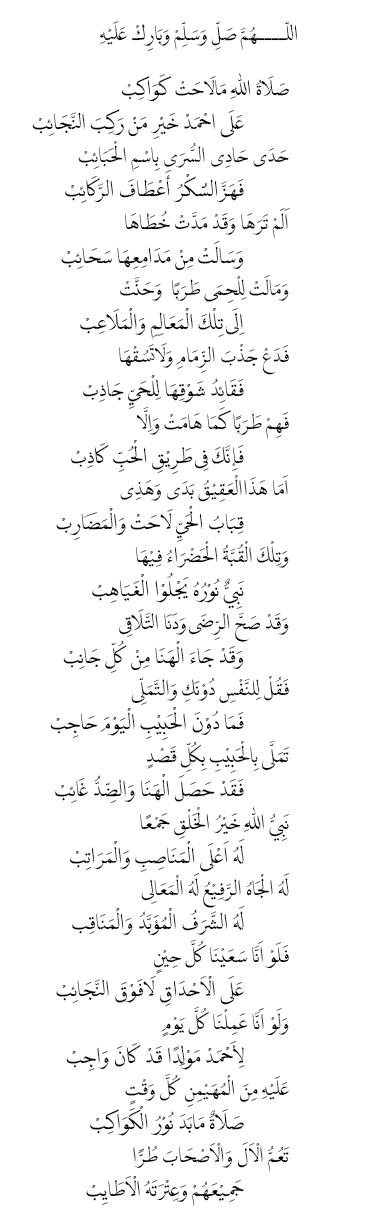 اللّـــــهُمَّ صَلِّ وَسَلِّمْ وَبَارِكْ عَلَيْهِ
صَلَاةُ اللهِ مَالَاحَتْ كَوَاكِبْ
عَلَى احْمَدْ خَيْرِ مَنْ رَكِبَ النَّجَائِبْ
حَدَى حَادِى السُّرَى بِاسْمِ الْحَبَائِبْ
فَهَزَّ السُّكْرُ أَعْطَافَ الرَّكَائِبْ
اَلَمْ تَرَهَا وَقَدْ مَدَّتْ خُطَاهَا
وَسَالَتْ مِنْ مَدَامِعِهَا سَحَائِبْ
وَمَالَتْ لِلْحِمَى طَرَبًا وَحَنَّتْ
اِلَى تِلْكَ الْمَعَالِمِ وَالْمَلَاعِبْ
فَدَعْ جَذْبَ الزِّمَامِ وَلَاتَسُقْهَا
فَقَائِدُ شَوْقِهَا لِلْحَيِّ جَاذِبْ
فَهِمْ طَرَبًا كَمَا هَامَتْ وَاِلَّا
فَاِنَّكَ فِى طَرِيْقِ الْحُبِّ كَاذِبْ
اَمَا هَذَا الْعَقِيْقُ بَدَى وَهَذِى
قِبَابُ الْحَيِّ لَاحَتْ وَالْمَضَارِبْ
وَتِلْكَ الْقُبَّةُ الْخَضْرَاءُ فِيْهَا
نَبِيٌّ نُوْرُهُ يَجْلُوْا الْغَيَاهِبْ
وَقَدْ صَحَّ الرِّضَى وَدَنَا التَّلَاقِى
وَقَدْ جَاءَ الْهَنَا مِنْ كُلِّ جَانِبْ
فَقُلْ لِلنَّفْسِ دُوْنَكِ وَالتَّمَلِّى
فَمَا دُوْنَ الْحَبِيْبِ الْيَوْمَ حَاجِبْ
تَمَلَّى بِالْحَبِيْبِ بِكُلِّ قَصْدٍ
فَقَدْ حَصَلَ الْهَنَا وَالضِّدُّ غَائِبْ
نَبِيُّ اللهِ خَيْرُ الْخَلْقِ جَمْعًا
لَهُ اَعْلَى الْمَنَاصِبِ وَالْمَرَاتِبْ
لَهُ الْجَاهُ الرَّفِيْعُ لَهُ الْمَعَالِى
لَهُ الشَّرَفُ الْمُؤَبَّدُ وَالْمَنَاقِب
فَلَوْ اَنَّا سَعَيْنَا كُلَّ حِيْنٍ
عَلَى الْاَحْدَاقِ لَافَوْقَ النَّجَائِبْ
وَلَوْ اَنَّا عَمِلْنَا كُلَّ يَوْمٍ
لِاَحْمَدْ مَوْلِدًا قَدْ كَانَ وَاجِبْ
عَلَيْهِ مِنَ الْمُهَيْمِنِ كُلَّ وَقْتٍ
صَلَاةٌ مَابَدَ نُوْرُ الْكَوَاكِبْ
تَعُمُّ الْاَلَ وَالْاَصْحَابَ طُرًّا
جَمِيْعَهُمْ وَعِتْرَتَهُ الْاَطَايِبْ